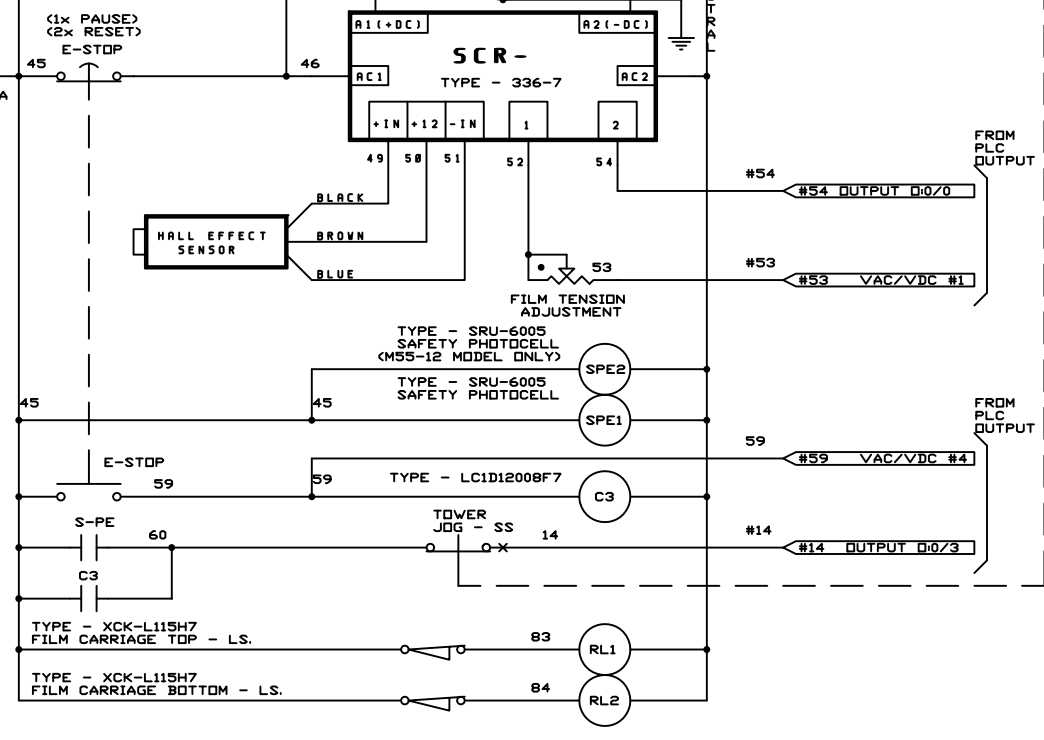 (1x PAUSE)
(2x RESET)
E-STOP
45
46
A
A1(+DC)
A2(-DC)
SCR-
TYPE - 336-7
AC1
AC2
+IN
+12
-IN
1
2
49
50
51
52
54
TRAL
FROM
PLC
OUTPUT
#54
#54 OUTPUT O:0/0
BLACK
HALL EFFECT
SENSOR
BROWN
BLUE
53
#53
#53 VAC/VDC #1
FILM TENSION
ADJUSTMENT
TYPE - SRU-6005
SAFETY PHOTOCELL
(M55-12 MODEL ONLY)
SPE2
TYPE - SRU-6005
SAFETY PHOTOCELL
45
45
SPE1
FROM
PLC
OUTPUT
59
#59 VAC/VDC #4
E-STOP
59
59
TYPE - LC1D12008F7
C3
S-PE
60
TOWER
JOG - SS
14
#14
#14 OUTPUT O:0/3
C3
TYPE - XCK-L115H7
FILM CARRIAGE TOP - LS.
83
RL1
TYPE - XCK-L115H7
FILM CARRIAGE BOTTOM - LS.
84
RL2